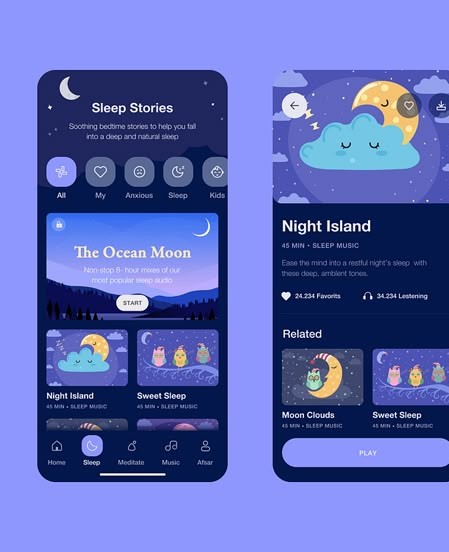 Sleep Stories
Soothing bedtime stories to help you fall
into a deep and natural sleep
All
My
Anxious
Sleep
Kids
The Ocean Moon
Non-stop 8- hour mixes of our
most popular sleep audio
START
Night Island
45 MIN • SLEEP MUSIC
Sweet Sleep
45 MIN • SLEEP MUSIC
Home
Sleep
Meditate
Music
Afsar
Night Island
45 MIN • SLEEP MUSIC
Ease the mind into a restful night's sleep with
these deep, ambient tones.
24.234 Favorits
34.234 Lestening
Related
Moon Clouds
45 MIN • SLEEP MUSIC
Sweet Sleep
45 MIN • SLEEP MUSIC
PLAY